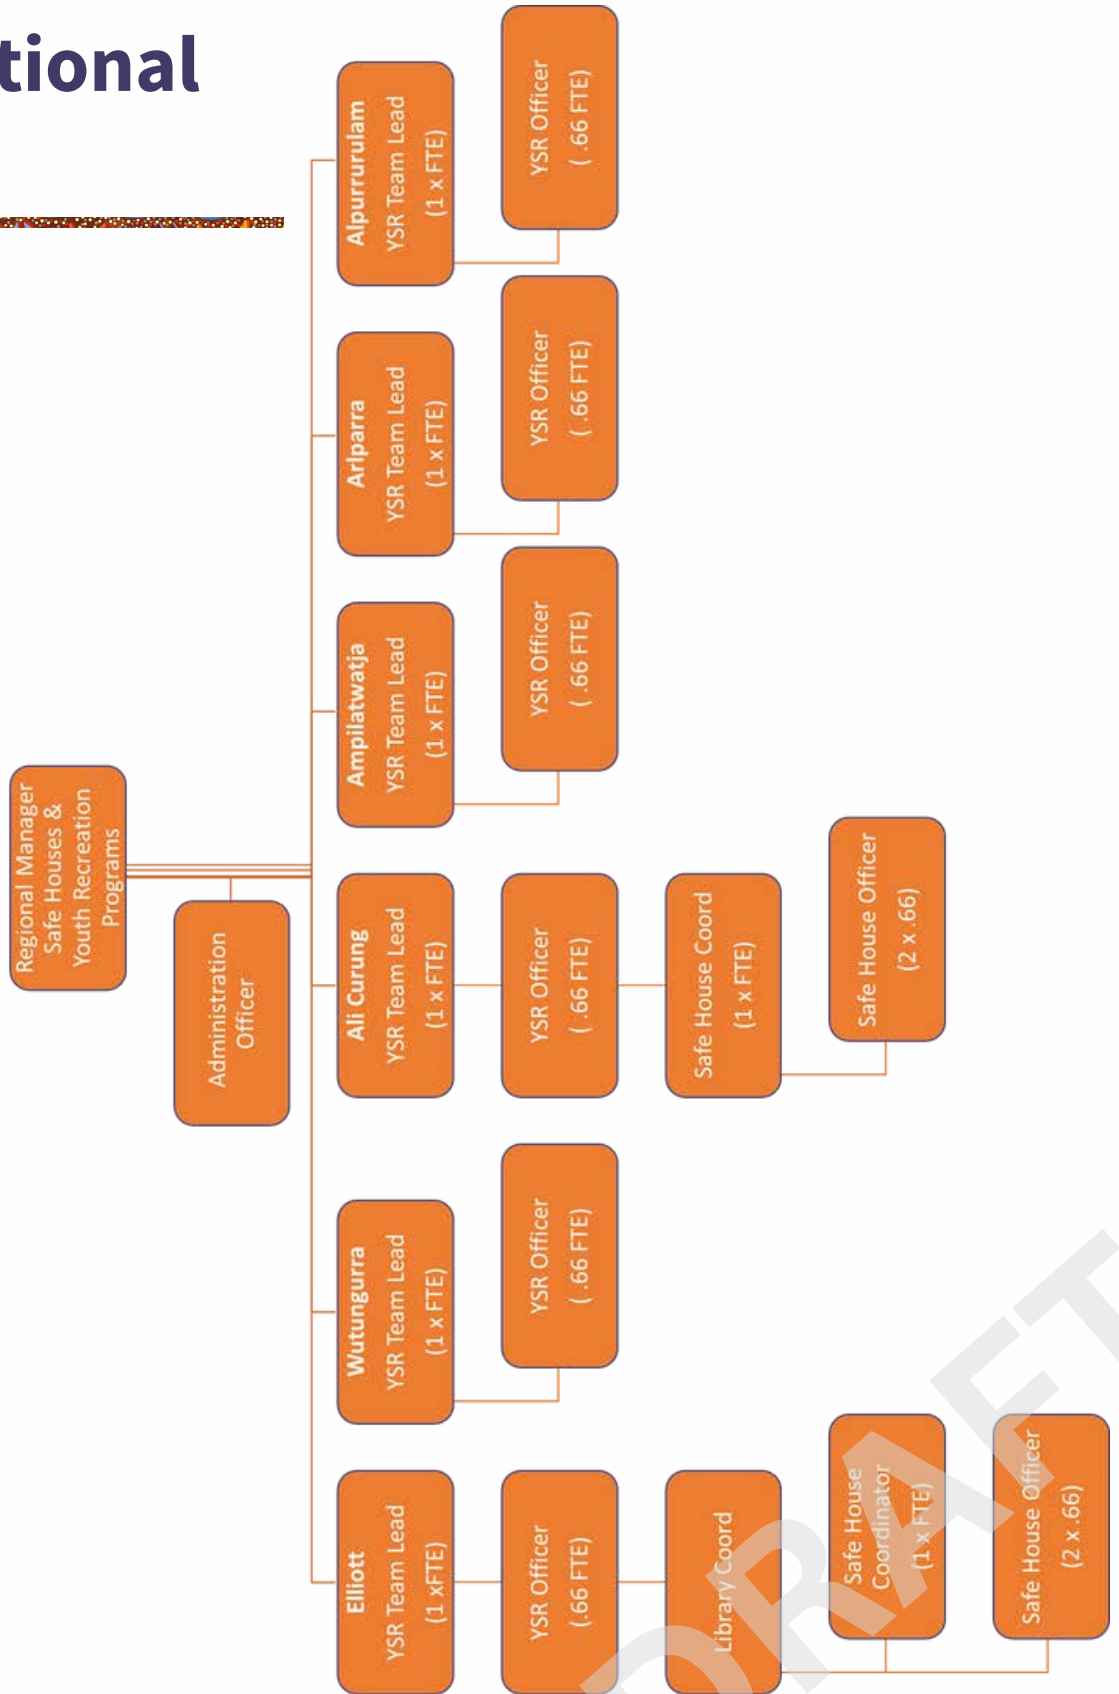 tional
Regional Manager
Safe Houses &
Youth Recreation
Programs
Administration
Officer
Elliott
YSR Team Lead
(1 xFTE)
YSR Officer
(.66 FTE)
Library Coord
Safe House
Coordinator
(1 x FTE)
Safe House Officer
(2 x .66)
Wutungurra
YSR Team Lead
(1 x FTE)
YSR Officer
( .66 FTE)
Ali Curung
YSR Team Lead
(1 x FTE)
YSR Officer
( .66 FTE)
Safe House Coord
(1 x FTE)
Safe House Officer
(2 x .66)
Ampilatwatja
YSR Team Lead
(1 x FTE)
YSR Officer
( .66 FTE)
Arlparra
YSR Team Lead
(1 x FTE)
YSR Officer
( .66 FTE)
Alpurrurulam
YSR Team Lead
(1 x FTE)
YSR Officer
( .66 FTE)
DRAFT